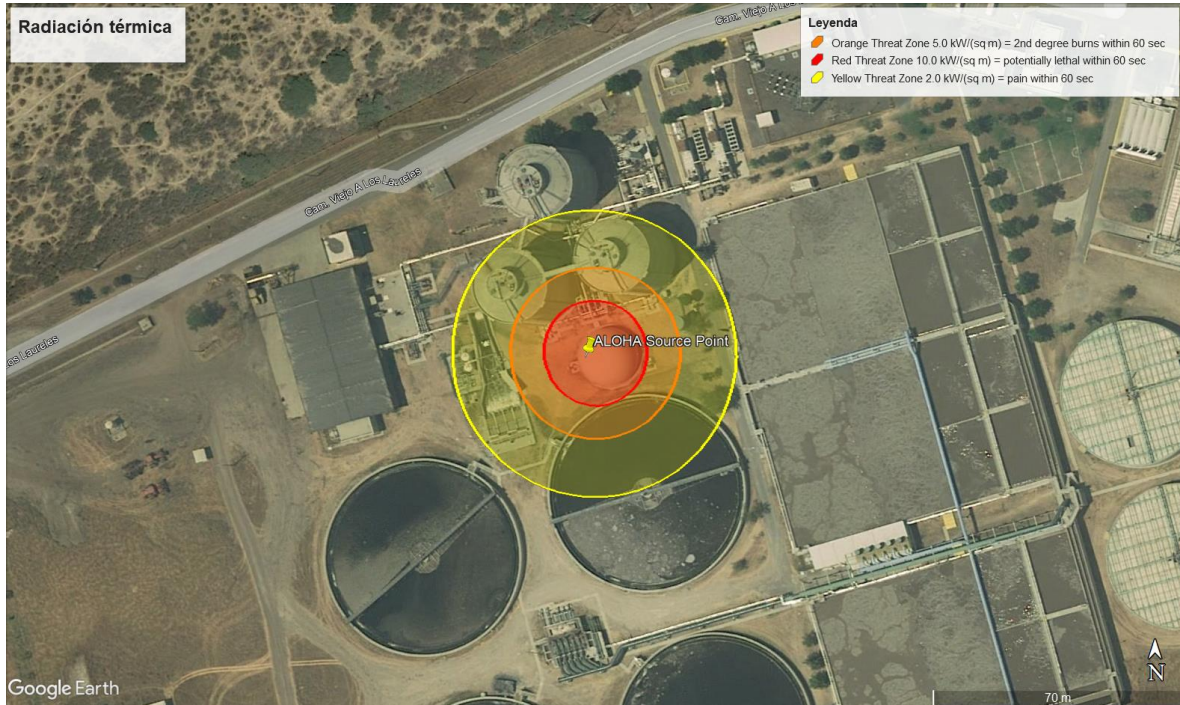 Radiación térmica
Leyenda
Orange Threat Zone 5.0 kW/(sq m) = 2nd degree burns within 60 sec
Red Threat Zone 10.0 kW/(sq m) = potentially lethal within 60 sec
Yellow Threat Zone 2.0 kW/(sq m) = pain within 60 sec
Cam. Viejo A Los
Cam. Viejo A Los Laureles
os Laureles
ALOHA Source Point
Google Earth
N
70 m